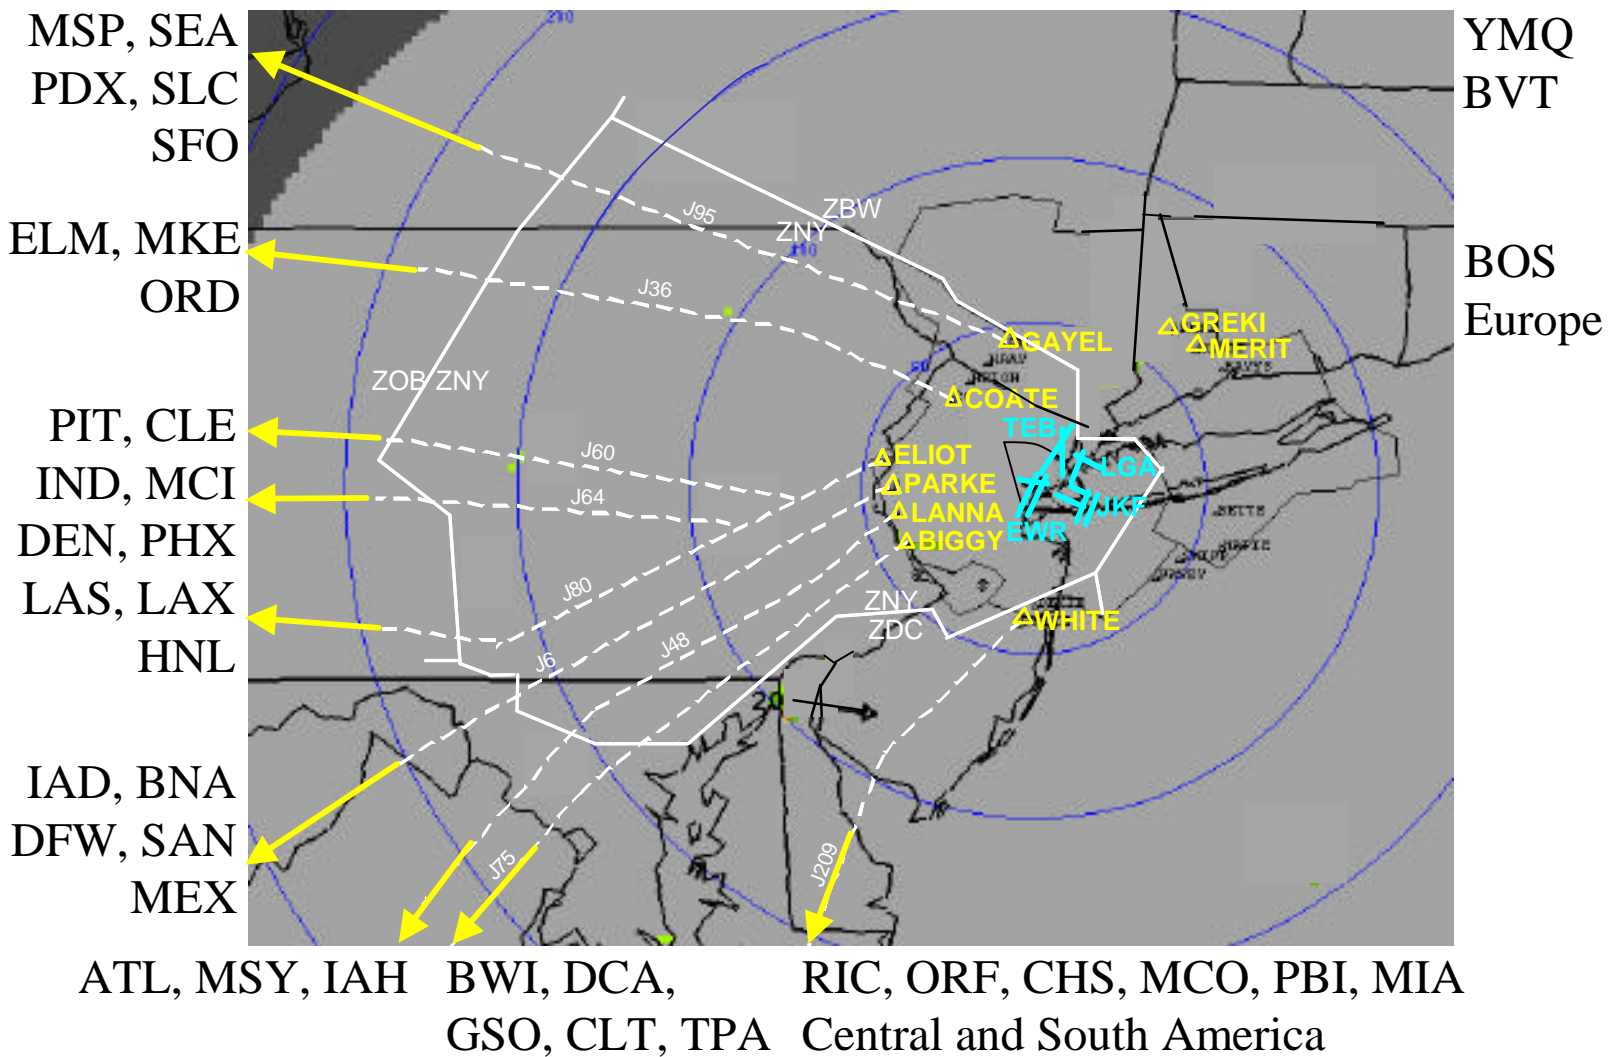 MSP, SEA
PDX, SLC
SFO
ELM, MKE
ORD
PIT, CLE
IND, MCI
DEN, PHX
LAS, LAX
HNL
IAD, BNA
DFW, SAN
MEX
ATL, MSY, IAH
BWI, DCA,
GSO, CLT, TPA
RIC, ORF, CHS, MCO, PBI, MIA
Central and South America
YMQ
BVT
BOS
Europe
200
J95
ZBW
ZNY
J36
ZOB ZNY
J60
J64
J80
J6
J48
J75
J209
ZNY
ZDC
GAYEL
COATE
GREKI
MERIT
ELIOT
PARKE
LANNA
BIGGY
WHITE
TEB
LGA
JKF
EWR